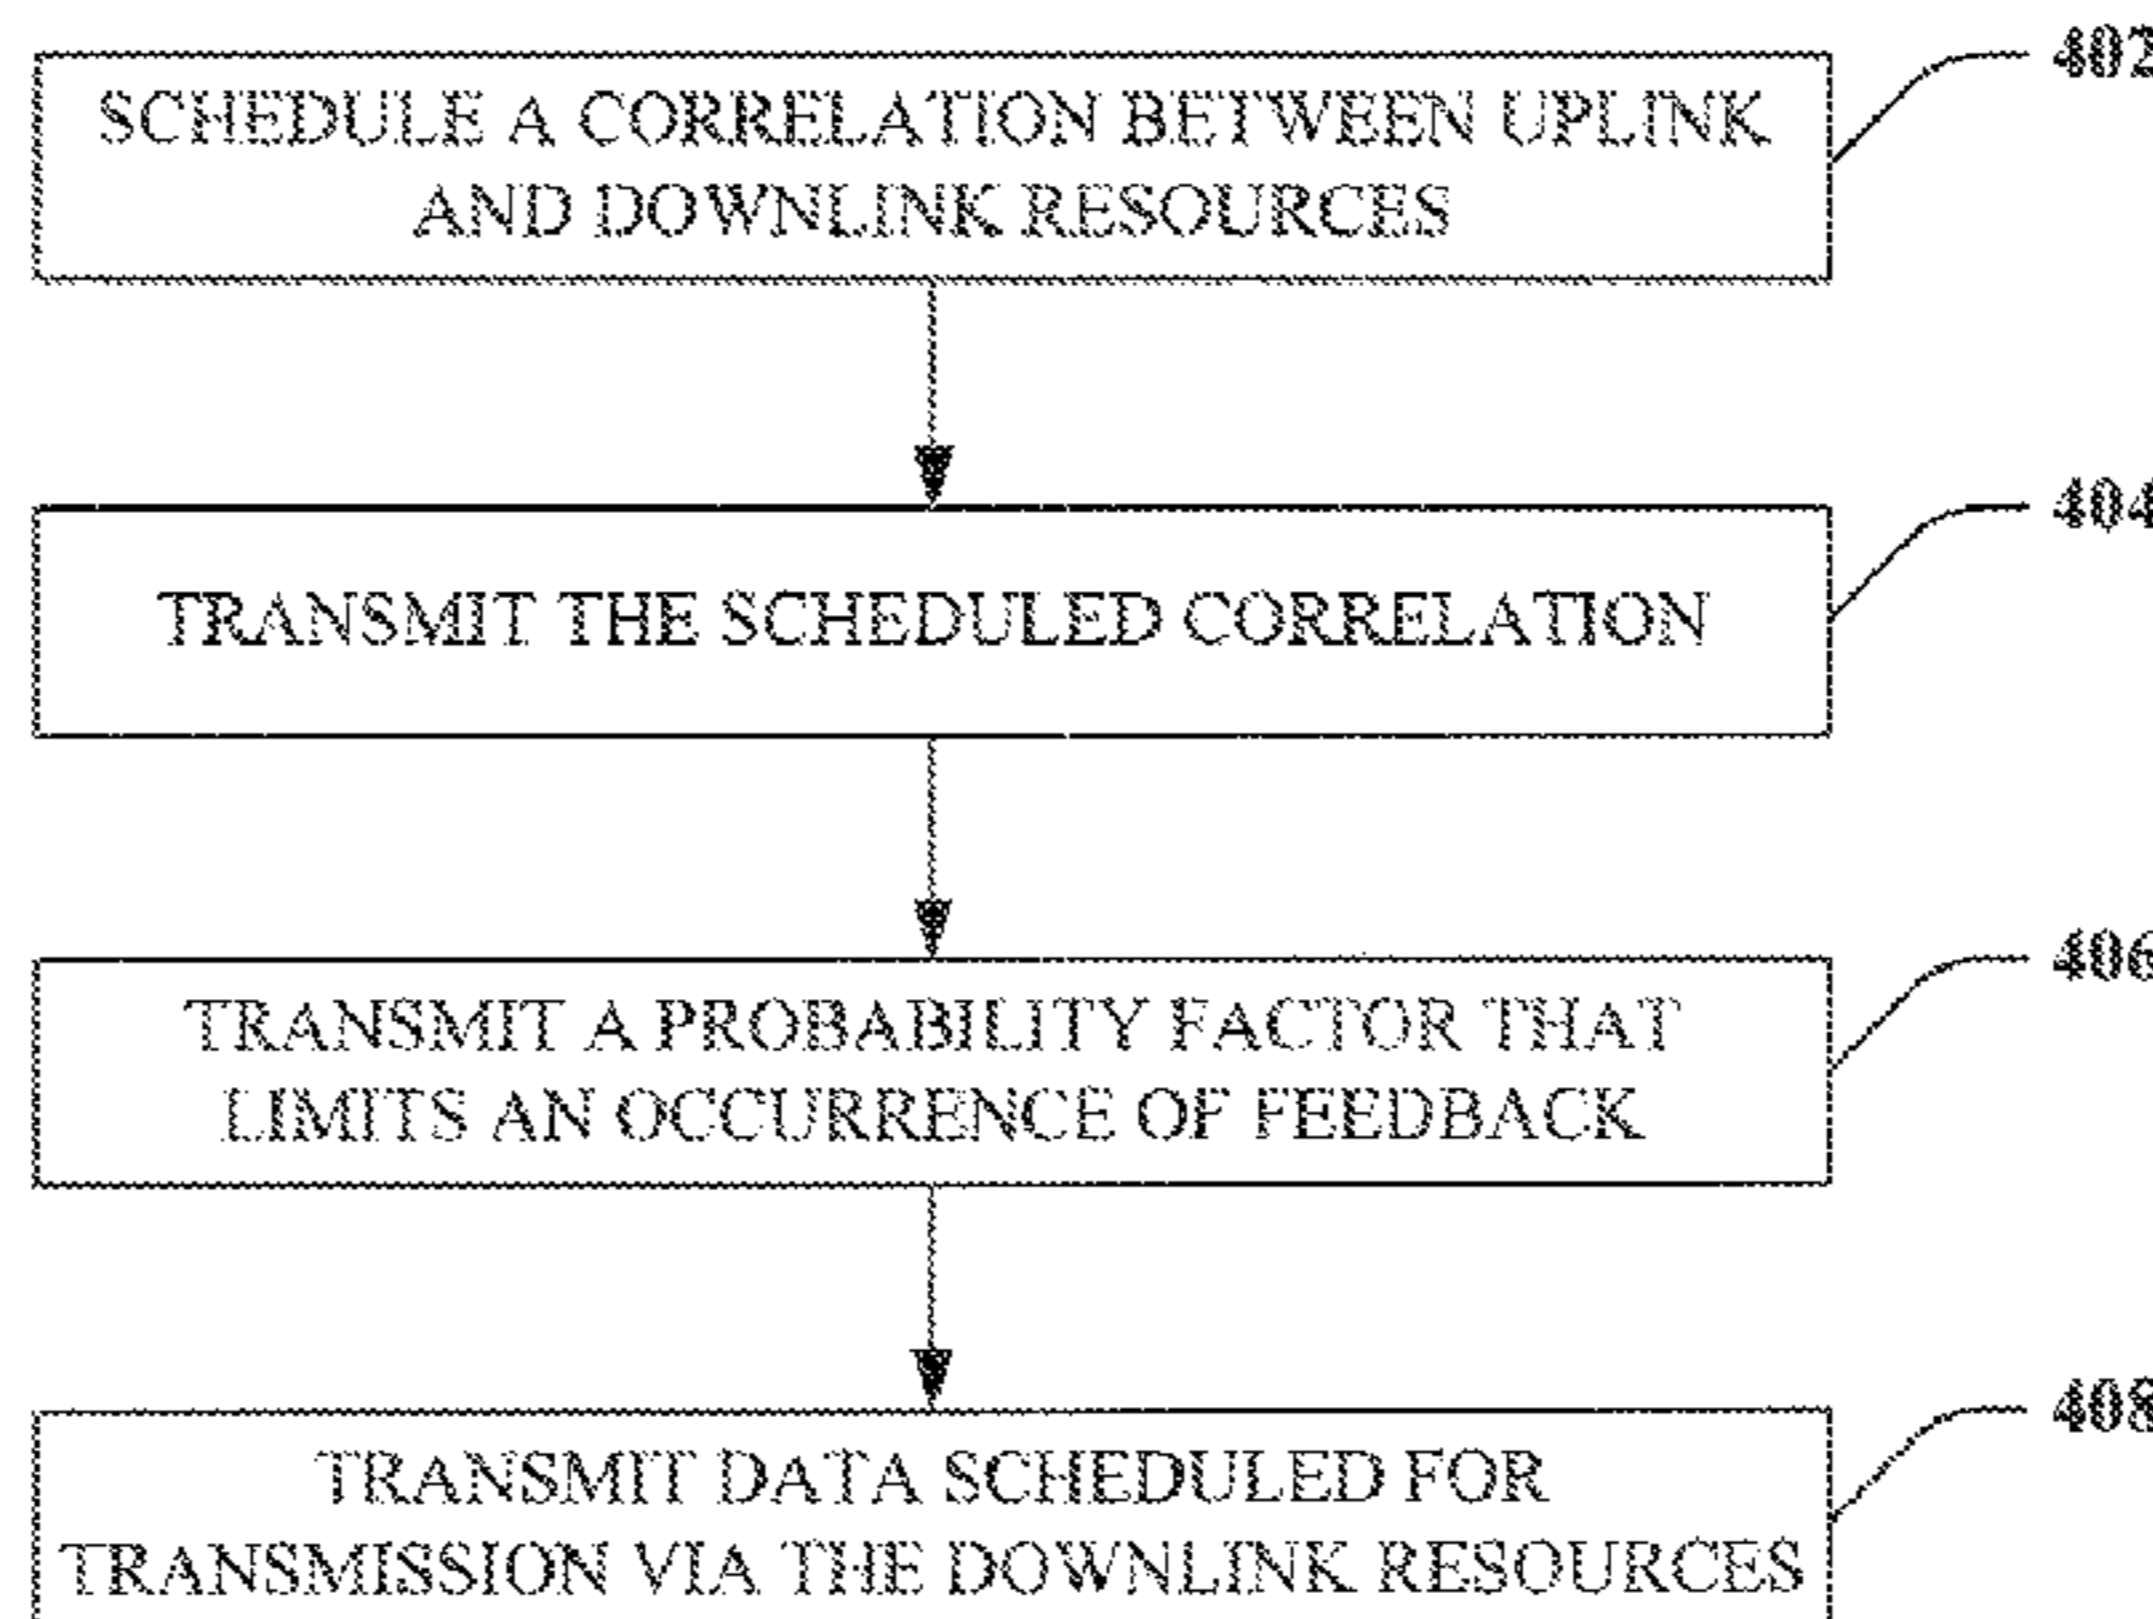 402
SCHEDULE A CORRELATION BETWEEN UPLINK
AND DOWNLINK RESOURCES
404
TRANSMIT THE SCHEDULED CORRELATION
406
TRANSMIT A PROBABILITY FACTOR THAT
LIMITS AN OCCURRENCE OF FEEDBACK
408
TRANSMIT DATA SCHEDULED FOR
TRANSMISSION VIA THE DOWNLINK RESOURCES